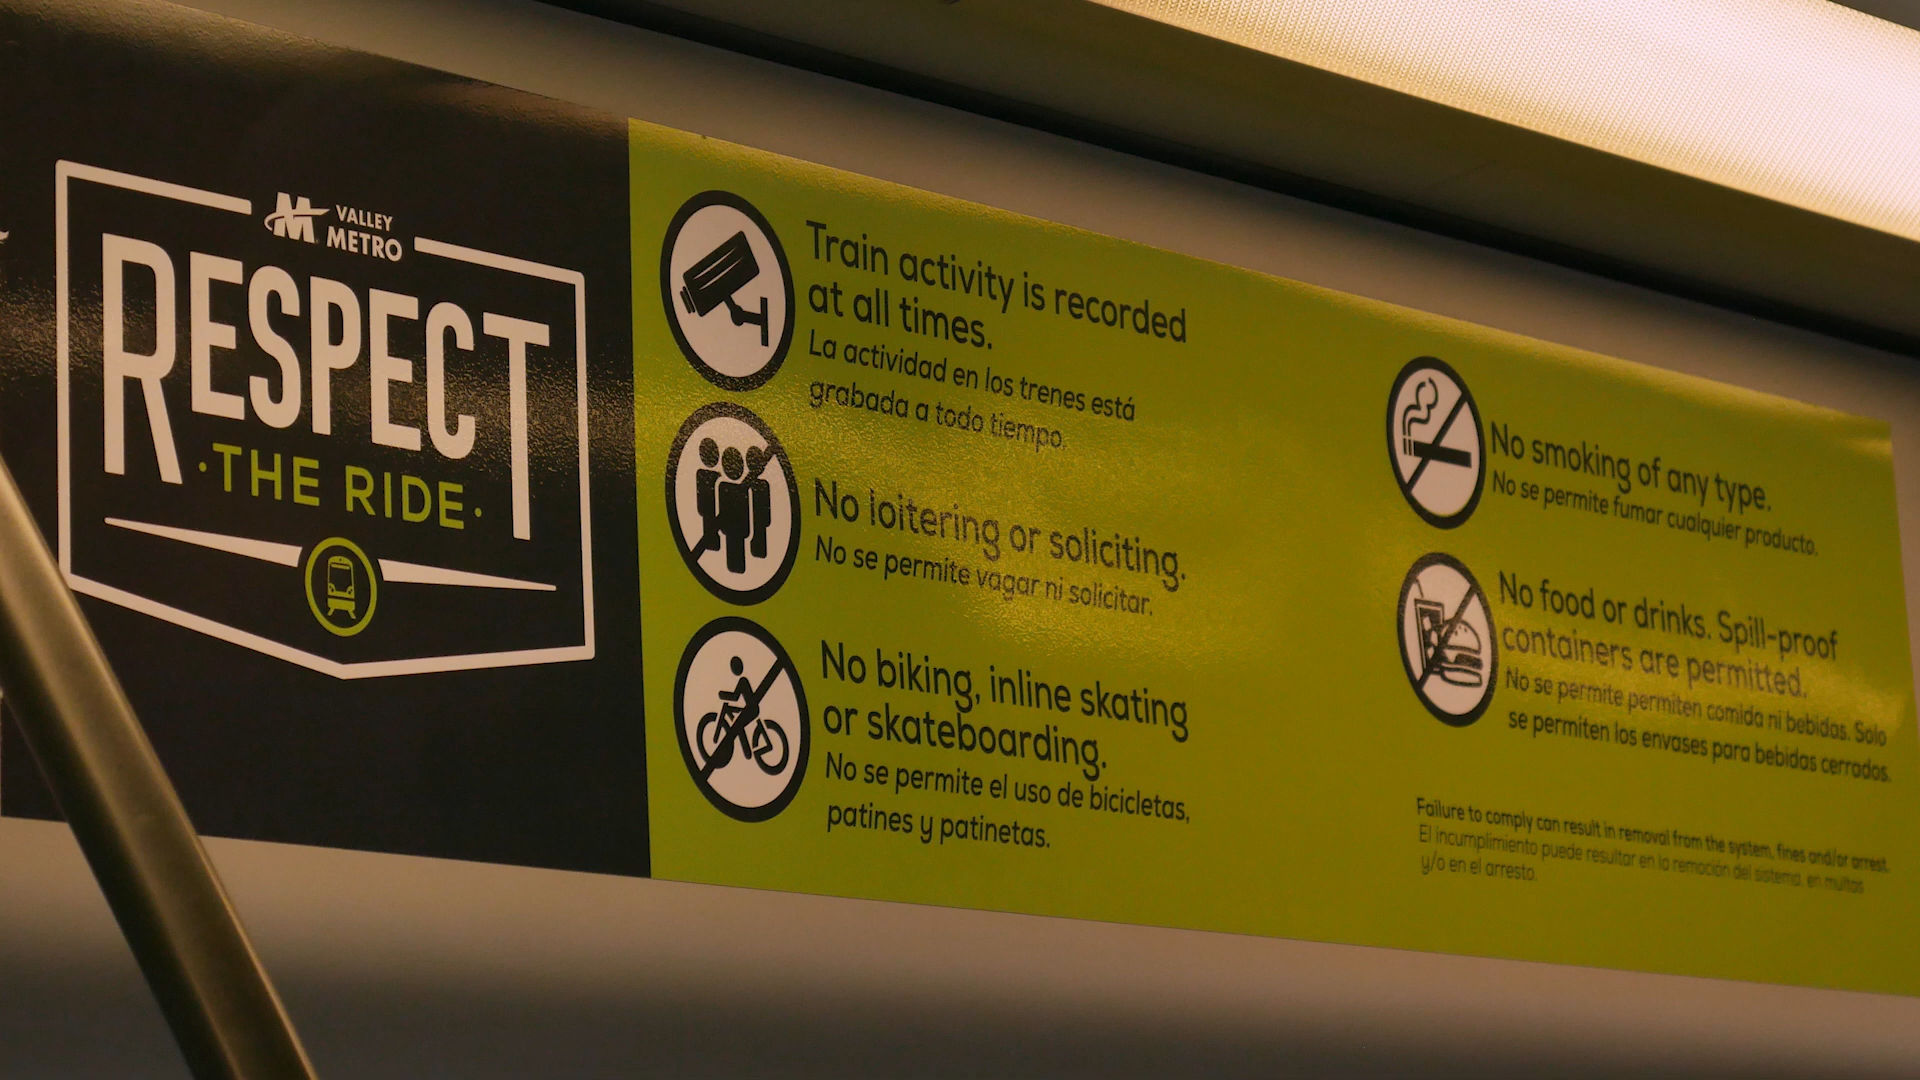 VALLEY
METRO
RESPECT
·THE RIDE·
Train activity is recorded
at all times.
La actividad en los trenes está
grabada a todo tiempo.
No loitering or soliciting.
No se permite vagar ni solicitar.
No biking, inline skating
or skateboarding.
No se permite el uso de bicicletas,
patines y patinetas.
No smoking of any type.
No se permite fumar cualquier producto.
No food or drinks. Spill-proof
containers are permitted.
No se permite permiten comida ni bebidas. Solo
se permiten los envases para bebidas cerrados.
Failure to comply can result in removal from the system, fines and/or arrest.
El incumplimiento puede resultar en la remoción del sistema, en multas
y/o en el arresto.